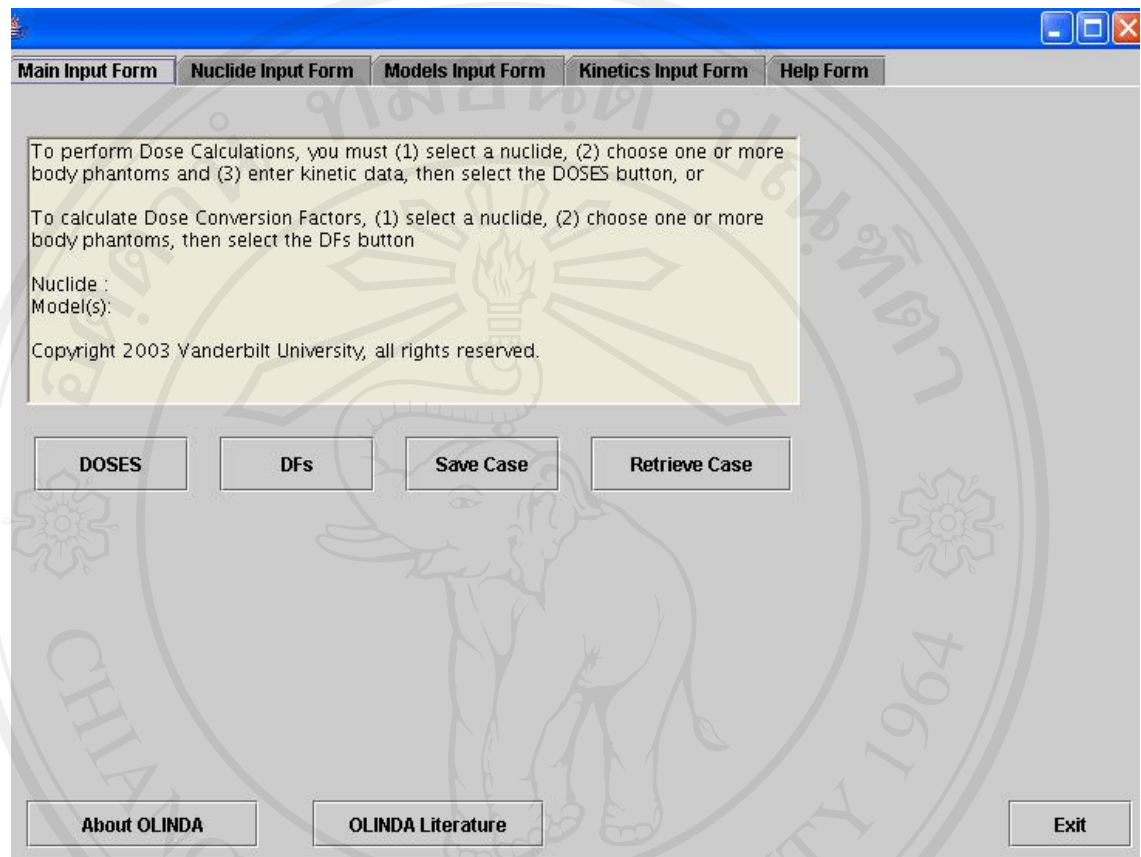 Main Input Form
Nuclide Input Form
Models Input Form
Kinetics Input Form
Help Form
To perform Dose Calculations, you must (1) select a nuclide, (2) choose one or more
body phantoms and (3) enter kinetic data, then select the DOSES button, or
To calculate Dose Conversion Factors, (1) select a nuclide, (2) choose one or more
body phantoms, then select the DFs button
Nuclide :
Model(s):
Copyright 2003 Vanderbilt University, all rights reserved.
DOSES
DFs
Save Case
Retrieve Case
About OLINDA
OLINDA Literature
Exit
1964